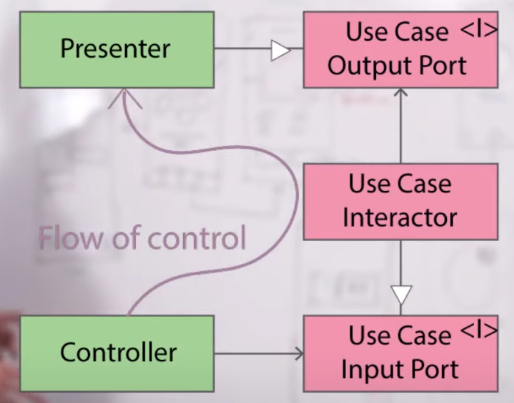 Presenter
Use Case <I>
Output Port
Use Case
Interactor
Flow of control
Controller
Use Case <I>
Input Port